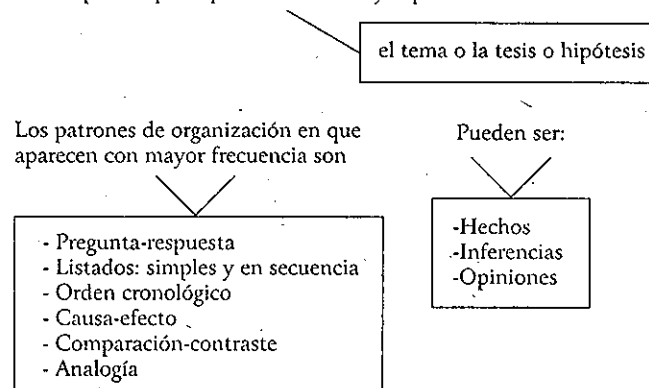 el tema o la tesis o hipótesis
Los patrones de organización en que
aparecen con mayor frecuencia son
- Pregunta-respuesta
- Listados: simples y en secuencia
- Orden cronológico
- Causa-efecto
- Comparación-contraste
- Analogía
Pueden ser:
-Hechos
-Inferencias
-Opiniones